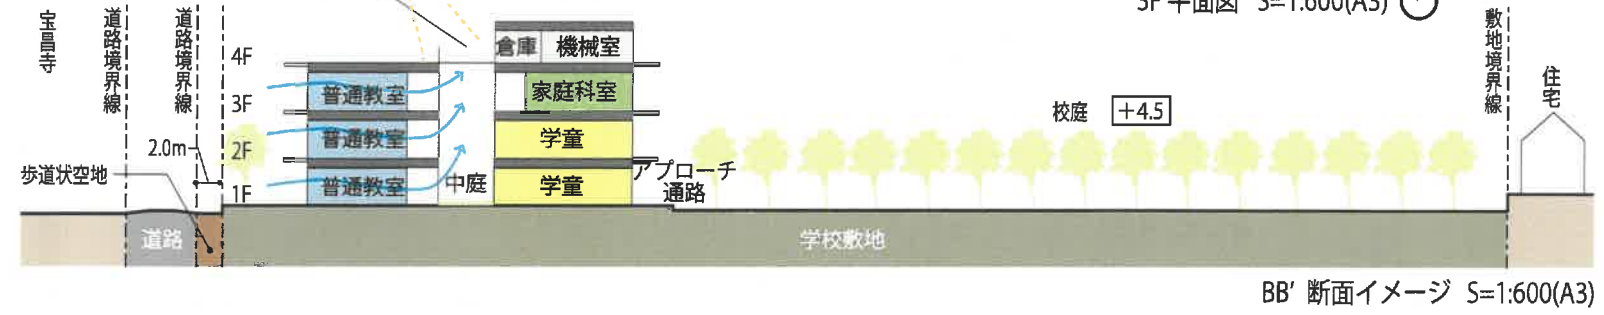 3F 平面図 S=1:600(A3)
宝昌寺
道路境界線
道路境界線
敷地境界線
4F
倉庫
機械室
3F
普通教室
家庭科室
住宅
校庭
+4.5
2F
普通教室
学童
2.0m
歩道状空地
1F
普通教室
中庭
学童
アプローチ
通路
道路
学校敷地
BB' 断面イメージ S=1:600(A3)